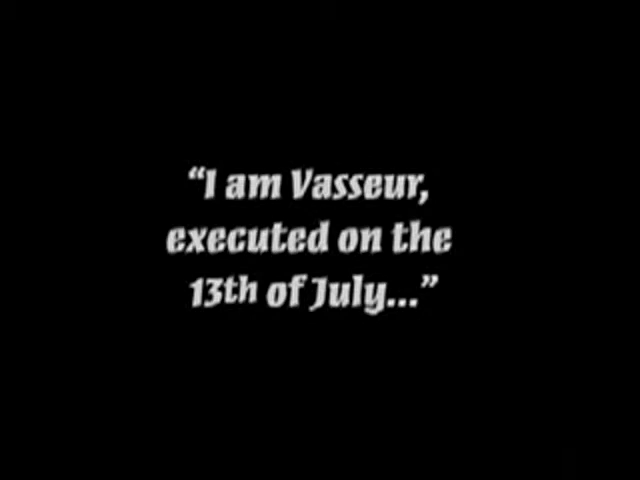 “I am Vasseur,
executed on the
13th of July...”